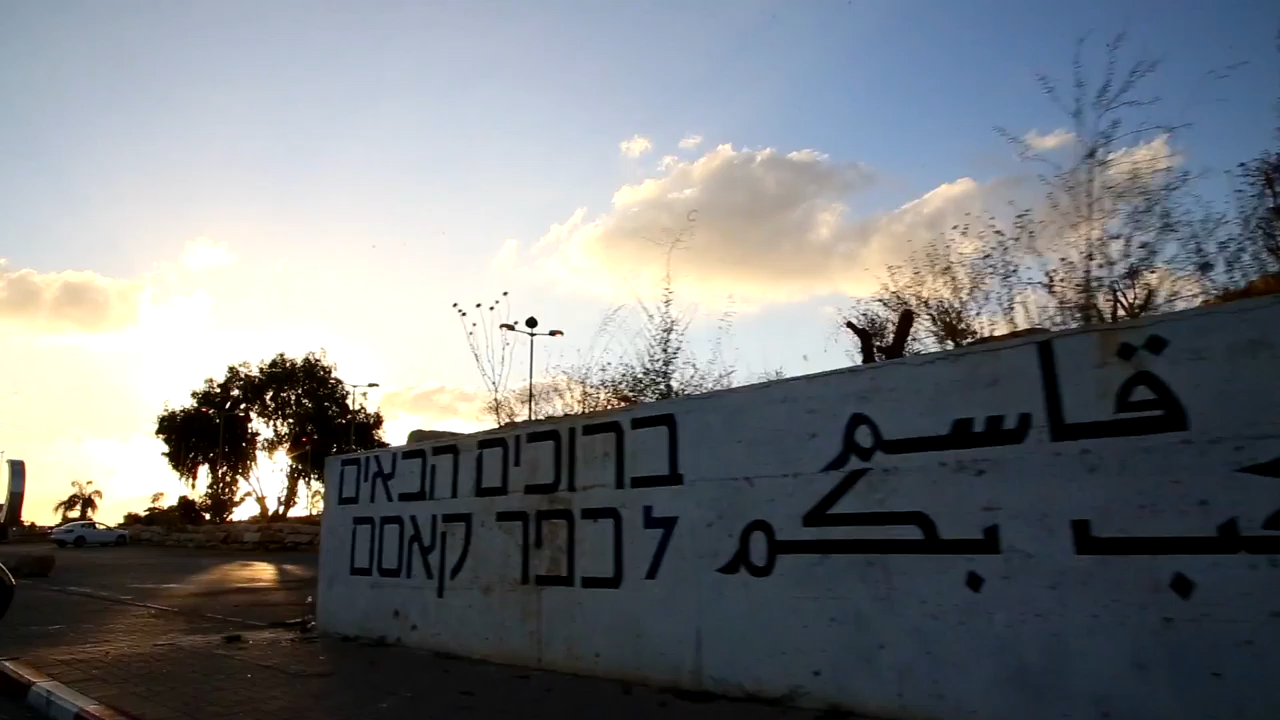 ברוכים הבאים
לכפר קאסם
قاسم
بكم